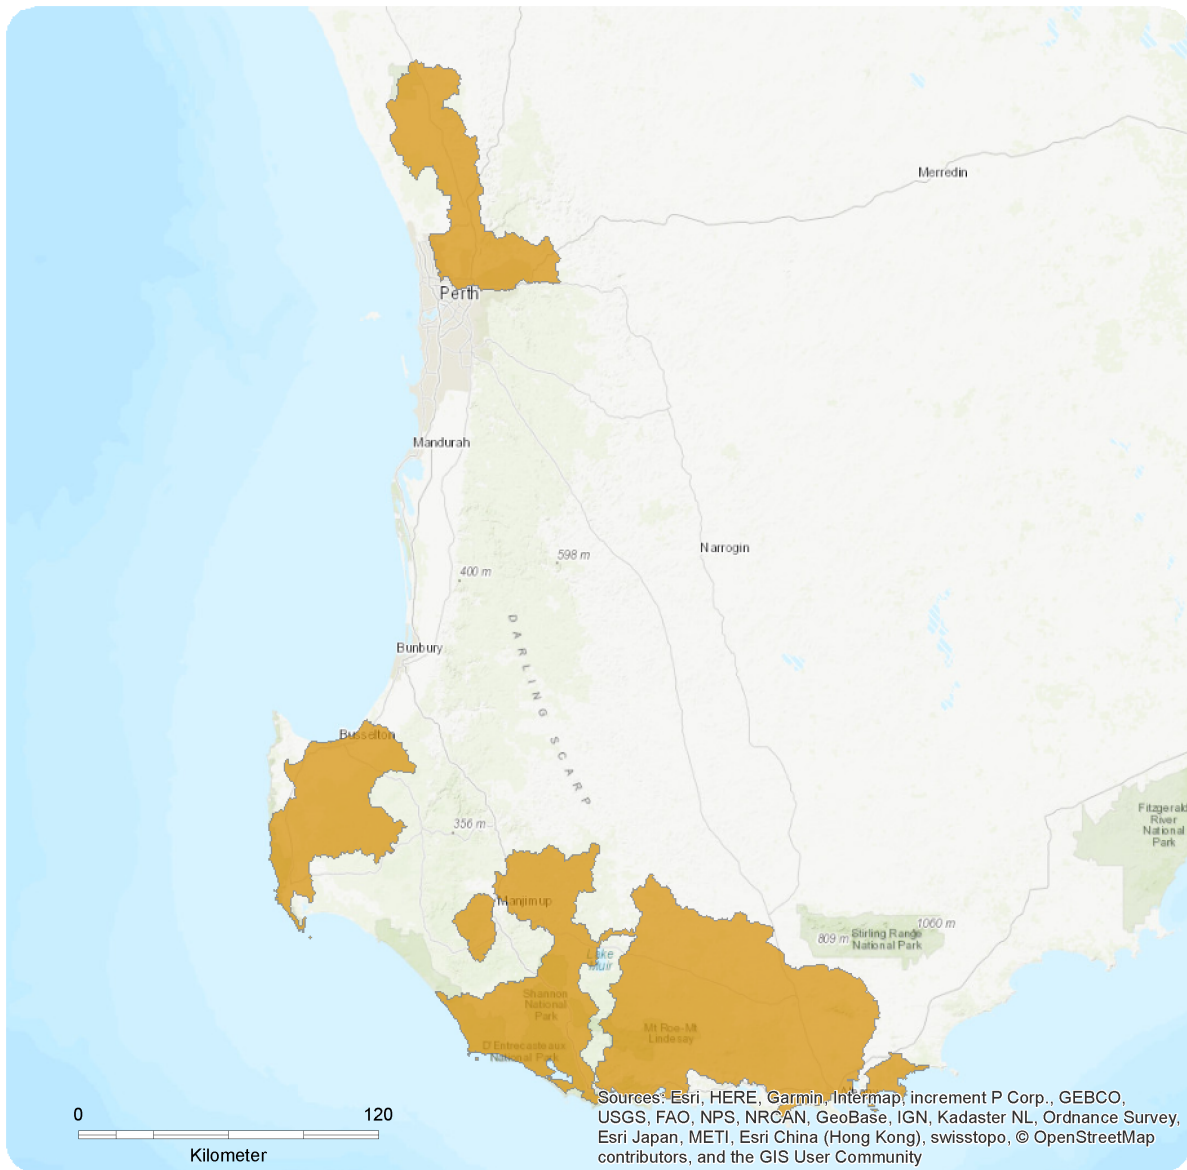 Merredin
Perth
Mandurah
Narrogin
598 m
400 m
DARLING SCARP
Bunbury
Busselton
356 m
Fitzgerald
River
National
Park
Manjimup
1060 m
809 m
Stirling Range
National Park
Lake
Muir
Shannon
National
Park
Mt Roe-Mt
Lindesay
D'Entrecasteaux
National Park
0 120
Kilometer
Sources: Esri, HERE, Garmin, Intermap, increment P Corp., GEBCO,
USGS, FAO, NPS, NRCAN, GeoBase, IGN, Kadaster NL, Ordnance Survey,
Esri Japan, METI, Esri China (Hong Kong), swisstopo, © OpenStreetMap
contributors, and the GIS User Community